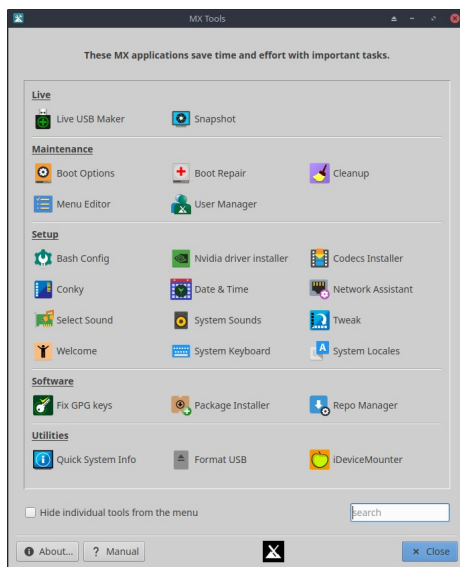 MX Tools
These MX applications save time and effort with important tasks.
Live
Live USB Maker
Snapshot
Maintenance
Boot Options
Boot Repair
Cleanup
Menu Editor
User Manager
Setup
Bash Config
Nvidia driver installer
Codecs Installer
Conky
Date & Time
Network Assistant
Select Sound
System Sounds
Tweak
Welcome
System Keyboard
System Locales
Software
Fix GPG keys
Package Installer
Repo Manager
Utilities
Quick System Info
Format USB
iDeviceMounter
Hide individual tools from the menu
search
About...
? Manual
Close